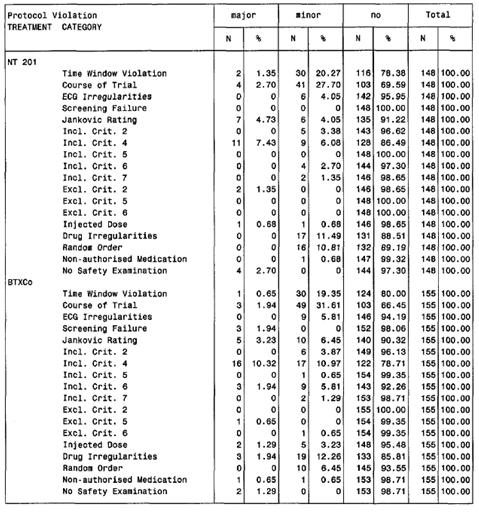 Protocol Violation major minor no Total
TREATMENT CATEGORY
N % N % N % N %
NT 201
Time Window Violation 2 1.35 30 20.27 116 78.38 148 100.00
Course of Trial 4 2.70 41 27.70 103 69.59 148 100.00
ECG Irregularities 0 0 6 4.05 142 95.95 148 100.00
Screening Failure 0 0 0 0 148 100.00 148 100.00
Jankovic Rating 7 4.73 6 4.05 135 91.22 148 100.00
Incl. Crit. 2 0 0 5 3.38 143 96.62 148 100.00
Incl. Crit. 4 11 7.43 9 6.08 128 86.49 148 100.00
Incl. Crit. 5 0 0 0 0 148 100.00 148 100.00
Incl. Crit. 6 0 0 4 2.70 144 97.30 148 100.00
Incl. Crit. 7 0 0 2 1.35 146 98.65 148 100.00
Excl. Crit. 2 2 1.35 0 0 146 98.65 148 100.00
Excl. Crit. 5 0 0 0 0 148 100.00 148 100.00
Excl. Crit. 6 0 0 0 0 148 100.00 148 100.00
Injected Dose 1 0.68 1 0.68 146 98.65 148 100.00
Drug Irregularities 0 0 17 11.49 131 88.51 148 100.00
Random Order 0 0 16 10.81 132 89.19 148 100.00
Non-authorised Medication 0 0 1 0.68 147 99.32 148 100.00
No Safety Examination 4 2.70 0 0 144 97.30 148 100.00
BTXCo
Time Window Violation 1 0.65 30 19.35 124 80.00 155 100.00
Course of Trial 3 1.94 49 31.61 103 66.45 155 100.00
ECG Irregularities 0 0 9 5.81 146 94.19 155 100.00
Screening Failure 3 1.94 0 0 152 98.06 155 100.00
Jankovic Rating 5 3.23 10 6.45 140 90.32 155 100.00
Incl. Crit. 2 0 0 6 3.87 149 96.13 155 100.00
Incl. Crit. 4 16 10.32 17 10.97 122 78.71 155 100.00
Incl. Crit. 5 0 0 1 0.65 154 99.35 155 100.00
Incl. Crit. 6 3 1.94 9 5.81 143 92.26 155 100.00
Incl. Crit. 7 0 0 2 1.29 153 98.71 155 100.00
Excl. Crit. 2 0 0 0 0 155 100.00 155 100.00
Excl. Crit. 5 1 0.65 0 0 154 99.35 155 100.00
Excl. Crit. 6 0 0 1 0.65 154 99.35 155 100.00
Injected Dose 2 1.29 5 3.23 148 95.48 155 100.00
Drug Irregularities 3 1.94 19 12.26 133 85.81 155 100.00
Random Order 0 0 10 6.45 145 93.55 155 100.00
Non-authorised Medication 1 0.65 1 0.65 153 98.71 155 100.00
No Safety Examination 2 1.29 0 0 153 98.71 155 100.00